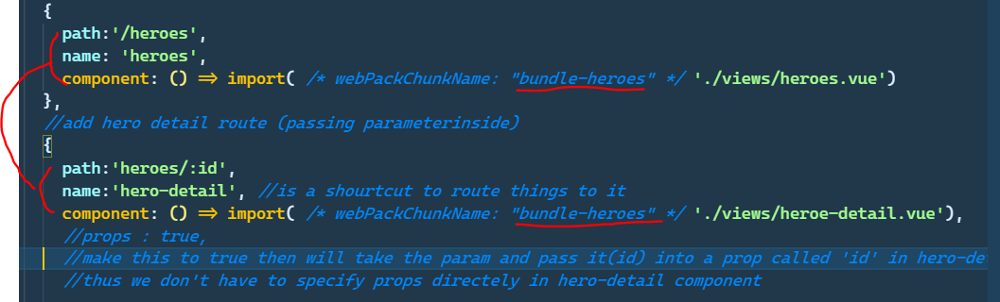 {
path:'/heroes',
name: 'heroes',
component: () => import( /* webPackChunkName: "bundle-heroes" */ './views/heroes.vue')
},
//add hero detail route (passing parameterinside)
{
path:'heroes/:id',
name:'hero-detail', //is a shourtcut to route things to it
component: () => import( /* webPackChunkName: "bundle-heroes" */ './views/heroe-detail.vue'),
//props : true,
//make this to true then will take the param and pass it(id) into a prop called 'id' in hero-de
//thus we don't have to specify props directely in hero-detail component